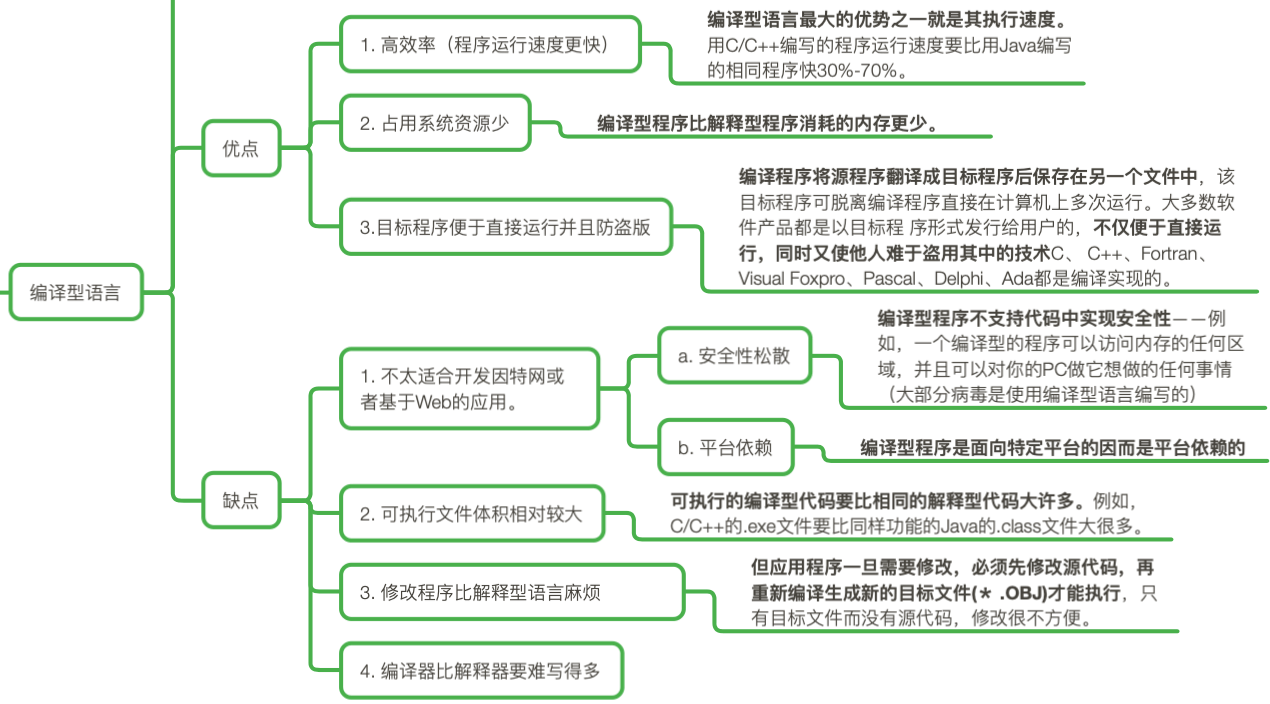 编译型语言
优点
1. 高效率（程序运行速度更快）
编译型语言最大的优势之一就是其执行速度。
用C/C++编写的程序运行速度要比用Java编写
的相同程序快30%-70%。
2. 占用系统资源少
编译型程序比解释型程序消耗的内存更少。
3.目标程序便于直接运行并且防盗版
编译程序将源程序翻译成目标程序后保存在另一个文件中，该
目标程序可脱离编译程序直接在计算机上多次运行。大多数软
件产品都是以目标程 序形式发行给用户的，不仅便于直接运
行，同时又使他人难于盗用其中的技术C、 C++、Fortran、
Visual Foxpro、Pascal、Delphi、Ada都是编译实现的。
缺点
1. 不太适合开发因特网或
者基于Web的应用。
a. 安全性松散
编译型程序不支持代码中实现安全性——例
如，一个编译型的程序可以访问内存的任何区
域，并且可以对你的PC做它想做的任何事情
（大部分病毒是使用编译型语言编写的）
b. 平台依赖
编译型程序是面向特定平台的因而是平台依赖的
2. 可执行文件体积相对较大
可执行的编译型代码要比相同的解释型代码大许多。例如，
C/C++的.exe文件要比同样功能的Java的.class文件大很多。
3. 修改程序比解释型语言麻烦
但应用程序一旦需要修改，必须先修改源代码，再
重新编译生成新的目标文件(* .OBJ)才能执行，只
有目标文件而没有源代码，修改很不方便。
4. 编译器比解释器要难写得多